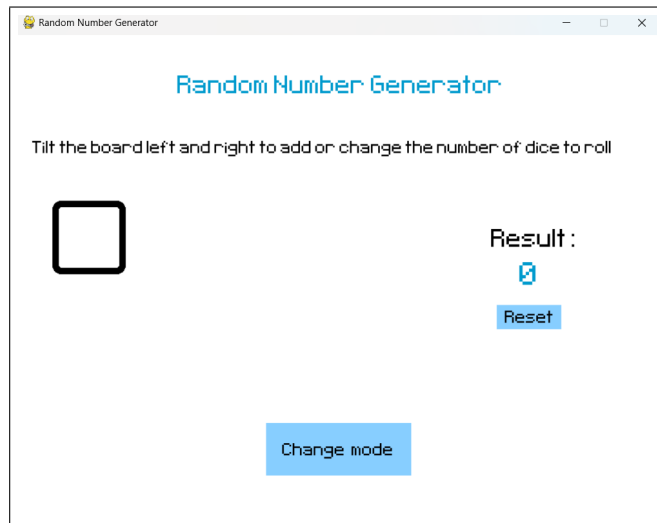 Random Number Generator
Random Number Generator
Tilt the board left and right to add or change the number of dice to roll
Result :
0
Reset
Change mode